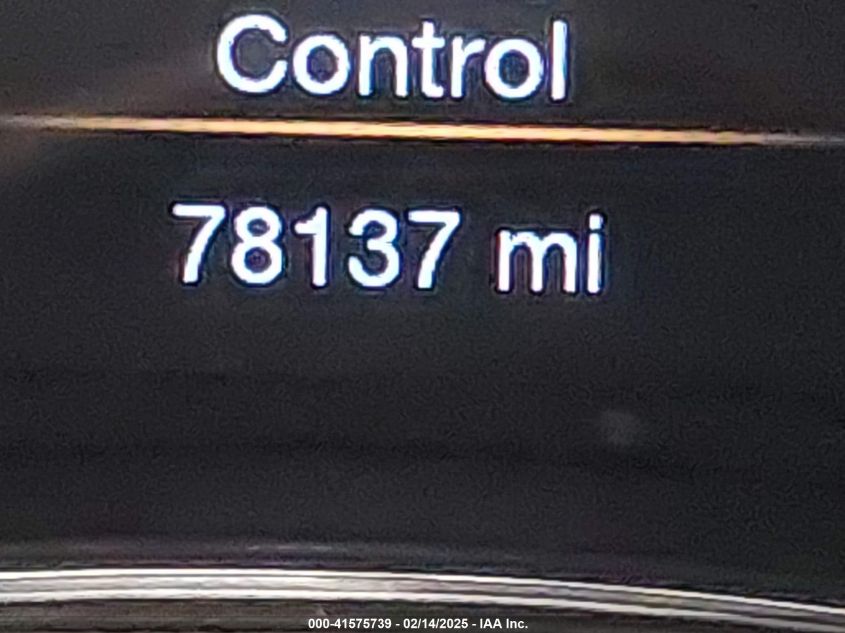 Control
78137 mi
000-41575739 - 02/14/2025 - IAA Inc.